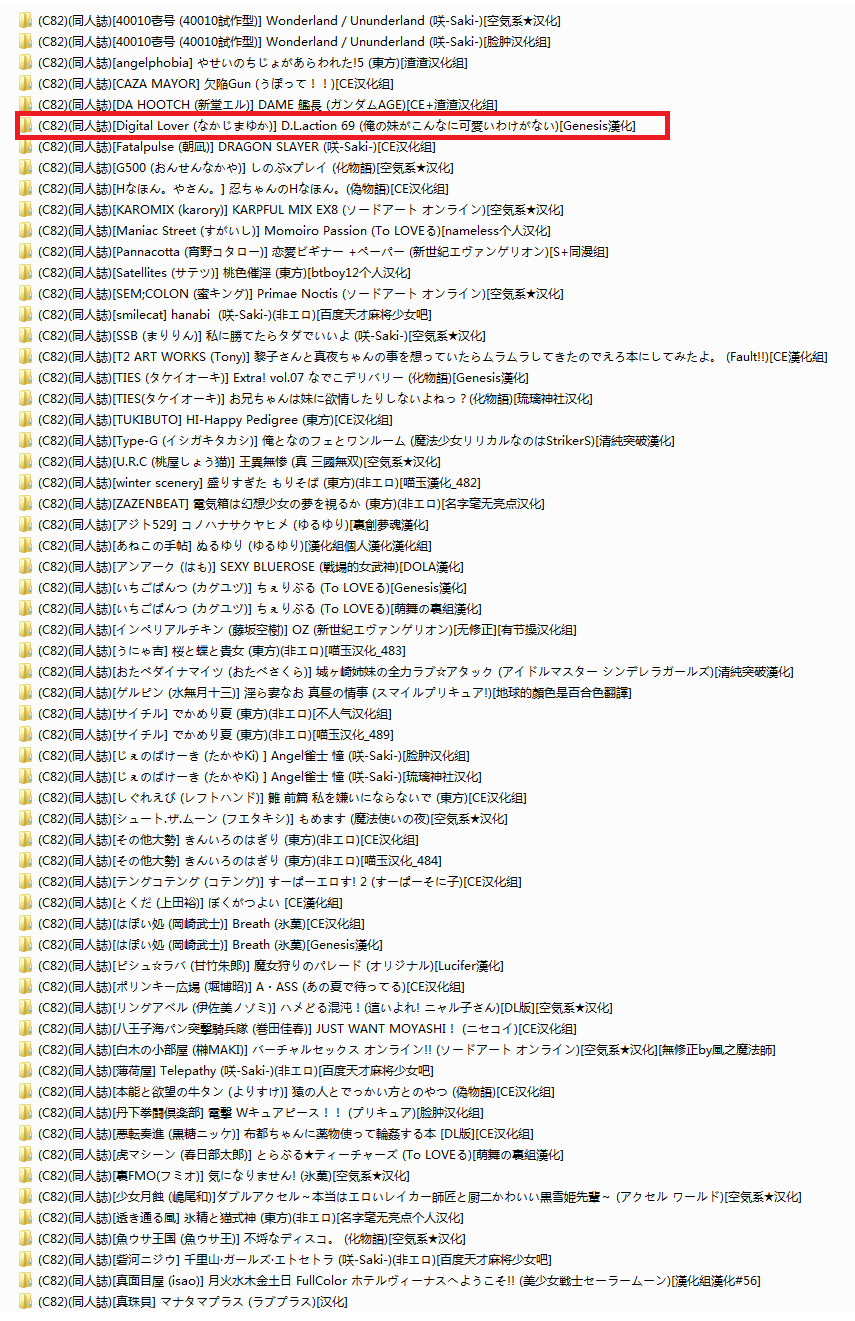 (C82)(同人誌)[40010壱号 (40010試作型)] Wonderland / Ununderland (咲-Saki-)[空気系★汉化]
(C82)(同人誌)[40010壱号 (40010試作型)] Wonderland / Ununderland (咲-Saki-)[脸肿汉化组]
(C82)(同人誌)[angelphobia] やせいのちじょがあらわれた!5 (東方)[渣渣汉化组]
(C82)(同人誌)[CAZA MAYOR] 欠陥Gun (うぽって！！)[CE汉化组]
(C82)(同人誌)[DA HOOTCH (新堂エル)] DAME 艦長 (ガンダムAGE)[CE+渣渣汉化组]
(C82)(同人誌)[Digital Lover (なかじまゆか)] D.L.action 69 (俺の妹がこんなに可愛いわけがない)[Genesis漢化]
(C82)(同人誌)[Fatalpulse (朝凪)] DRAGON SLAYER (咲-Saki-)[CE汉化组]
(C82)(同人誌)[G500 (おんせんなかや)] しのぶxプレイ (化物語)[空気系★汉化]
(C82)(同人誌)[Hなほん。やさん。] 忍ちゃんのHなほん。(偽物語)[CE汉化组]
(C82)(同人誌)[KAROMIX (karory)] KARPFUL MIX EX8 (ソードアート オンライン)[空気系★汉化]
(C82)(同人誌)[Maniac Street (すがいし)] Momoiro Passion (To LOVEる)[nameless个人汉化]
(C82)(同人誌)[Pannacotta (宵野コタロー)] 恋愛ビギナー +ペーパー (新世紀エヴァンゲリオン)[S+同漫组]
(C82)(同人誌)[Satellites (サテツ)] 桃色催淫 (東方)[btboy12个人汉化]
(C82)(同人誌)[SEM;COLON (蜜キング)] Primae Noctis (ソードアート オンライン)[空気系★汉化]
(C82)(同人誌)[smilecat] hanabi  (咲-Saki-)(非エロ)[百度天才麻将少女吧]
(C82)(同人誌)[SSB (まりりん)] 私に勝てたらタダでいいよ (咲-Saki-)[空気系★汉化]
(C82)(同人誌)[T2 ART WORKS (Tony)] 黎子さんと真夜ちゃんの事を想っていたらムラムラしてきたのでえろ本にしてみたよ。 (Fault!!)[CE漢化組]
(C82)(同人誌)[TIES (タケイオーキ)] Extra! vol.07 なでこデリバリー (化物語)[Genesis漢化]
(C82)(同人誌)[TIES(タケイオーキ)] お兄ちゃんは妹に欲情したりしないよねっ？(化物語)[琉璃神社汉化]
(C82)(同人誌)[TUKIBUTO] HI-Happy Pedigree (東方)[CE汉化组]
(C82)(同人誌)[Type-G (イシガキタカシ)] 俺となのフェとワンルーム (魔法少女リリカルなのはStrikerS)[清純突破漢化]
(C82)(同人誌)[U.R.C (桃屋しょう猫)] 王異無惨 (真 三國無双)[空気系★汉化]
(C82)(同人誌)[winter scenery] 盛りすぎた もりそば (東方)(非エロ)[喵玉漢化_482]
(C82)(同人誌)[ZAZENBEAT] 電気箱は幻想少女の夢を視るか (東方)(非エロ)[名字毫无亮点汉化]
(C82)(同人誌)[アジト529] コノハナサクヤヒメ (ゆるゆり)[裏創夢魂漢化]
(C82)(同人誌)[あねこの手帖] ぬるゆり (ゆるゆり)[漢化組個人漢化漢化組]
(C82)(同人誌)[アンアーク (はも)] SEXY BLUEROSE (戦場的女武神)[DOLA漢化]
(C82)(同人誌)[いちごぱんつ (カグユヅ)] ちぇりぶる (To LOVEる)[Genesis漢化]
(C82)(同人誌)[いちごぱんつ (カグユヅ)] ちぇりぶる (To LOVEる)[萌舞の裏組漢化]
(C82)(同人誌)[インペリアルチキン (藤坂空樹)] OZ (新世紀エヴァンゲリオン)[无修正][有节操汉化组]
(C82)(同人誌)[うにゃ吉] 桜と蝶と貴女 (東方)(非エロ)[喵玉汉化_483]
(C82)(同人誌)[おたべダイナマイツ (おたべさくら)] 城ヶ崎姉妹の全力ラブ☆アタック (アイドルマスター シンデレラガールズ)[清純突破漢化]
(C82)(同人誌)[ゲルピン (水無月十三)] 淫ら妻なお 真昼の情事 (スマイルプリキュア!)[地球的顏色是百合色翻譯]
(C82)(同人誌)[サイチル] でかめり夏 (東方)(非エロ)[不人气汉化组]
(C82)(同人誌)[サイチル] でかめり夏 (東方)(非エロ)[喵玉汉化_489]
(C82)(同人誌)[じぇのばけーき (たかやKi) ] Angel雀士 憧 (咲-Saki-)[脸肿汉化组]
(C82)(同人誌)[じぇのばけーき (たかやKi) ] Angel雀士 憧 (咲-Saki-)[琉璃神社汉化]
(C82)(同人誌)[しぐれえび (レフトハンド)] 雛 前篇 私を嫌いにならないで (東方)[CE汉化组]
(C82)(同人誌)[シュート.ザ.ムーン (フエタキシ)] もめます (魔法使いの夜)[空気系★汉化]
(C82)(同人誌)[その他大勢] きんいろのはぎり (東方)(非エロ)[CE汉化组]
(C82)(同人誌)[その他大勢] きんいろのはぎり (東方)(非エロ)[喵玉汉化_484]
(C82)(同人誌)[テングコテング (コテング)] すーぱーエロす! 2 (すーぱーそに子)[CE汉化组]
(C82)(同人誌)[とくだ (上田裕)] ぼくがつよい [CE漢化組]
(C82)(同人誌)[はぽい処 (岡崎武士)] Breath (氷菓)[CE汉化组]
(C82)(同人誌)[はぽい処 (岡崎武士)] Breath (氷菓)[Genesis漢化]
(C82)(同人誌)[ビシュ☆ラバ (甘竹朱郎)] 魔女狩りのパレード (オリジナル)[Lucifer漢化]
(C82)(同人誌)[ポリンキー広場 (堀博昭)] A・ASS (あの夏で待ってる)[CE汉化组]
(C82)(同人誌)[リングアベル (伊佐美ノゾミ)] ハメどる混沌！(這いよれ! ニャル子さん)[DL版][空気系★汉化]
(C82)(同人誌)[八王子海パン突撃騎兵隊 (巻田佳春)] JUST WANT MOYASHI！ (ニセコイ)[CE汉化组]
(C82)(同人誌)[白木の小部屋 (榊MAKI)] バーチャルセックス オンライン!! (ソードアート オンライン)[空気系★汉化][無修正by風之魔法師]
(C82)(同人誌)[薄荷屋] Telepathy (咲-Saki-)(非エロ)[百度天才麻将少女吧]
(C82)(同人誌)[本能と欲望の牛タン (よりすけ)] 猿の人とでっかい方とのやつ (偽物語)[CE汉化组]
(C82)(同人誌)[丹下拳闘倶楽部] 電撃 Wキュアピース！！ (プリキュア)[脸肿汉化组]
(C82)(同人誌)[悪転奏進 (黒糖ニッケ)] 布都ちゃんに薬物使って輪姦する本 [DL版][CE汉化组]
(C82)(同人誌)[虎マシーン (春日部太郎)] とらぶる★ティーチャーズ (To LOVEる)[萌舞の裏組漢化]
(C82)(同人誌)[裏FMO(フミオ)] 気になりません! (氷菓)[空気系★汉化]
(C82)(同人誌)[少女月蝕 (嶋尾和)]ダブルアクセル～本当はエロいレイカー師匠と厨二かわいい黒雪姫先輩～ (アクセル ワールド)[空気系★汉化]
(C82)(同人誌)[透き通る風] 氷精と猫式神 (東方)(非エロ)[名字毫无亮点个人汉化]
(C82)(同人誌)[魚ウサ王国 (魚ウサ王)] 不埒なディスコ。 (化物語)[空気系★汉化]
(C82)(同人誌)[砦河ニジウ] 千里山·ガールズ·エトセトラ (咲-Saki-)(非エロ)[百度天才麻将少女吧]
(C82)(同人誌)[真面目屋 (isao)] 月火水木金土日 FullColor ホテルヴィーナスへようこそ!! (美少女戦士セーラームーン)[漢化組漢化#56]
(C82)(同人誌)[真珠貝] マナタマプラス (ラブプラス)[汉化]